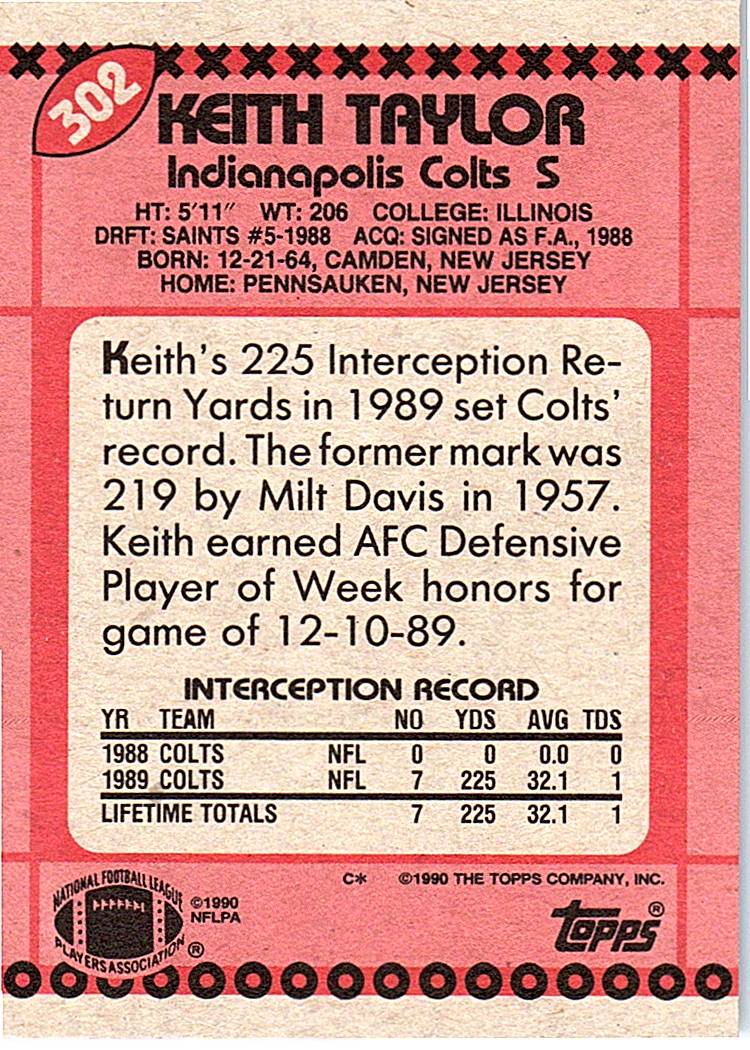 302
KEITH TAYLOR
Indianapolis Colts S
HT: 5'11" WT: 206 COLLEGE: ILLINOIS
DRFT: SAINTS #5-1988 ACQ: SIGNED AS F.A., 1988
BORN: 12-21-64, CAMDEN, NEW JERSEY
HOME: PENNSAUKEN, NEW JERSEY
Keith's 225 Interception Re-
turn Yards in 1989 set Colts'
record. The former mark was
219 by Milt Davis in 1957.
Keith earned AFC Defensive
Player of Week honors for
game of 12-10-89.
INTERCEPTION RECORD
YR TEAM NO YDS AVG TDS
1988 COLTS NFL 0 0 0.0 0
1989 COLTS NFL 7 225 32.1 1
LIFETIME TOTALS 7 225 32.1 1
C* ©1990 THE TOPPS COMPANY, INC.
NATIONAL FOOTBALL LEAGUE
PLAYERS ASSOCIATION ®
©1990
NFLPA
topps®